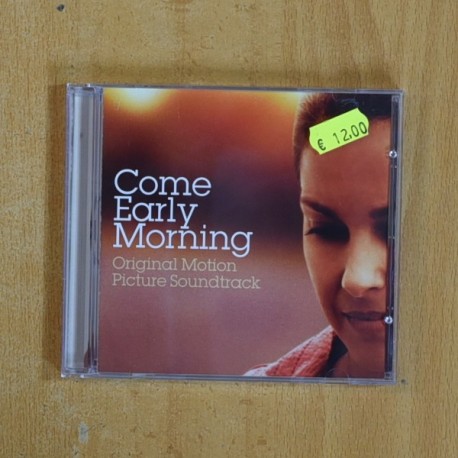 € 12.00
Come
Early
Morning
Original Motion
Picture Soundtrack